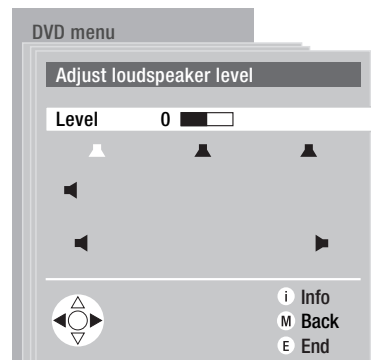 DVD menu
Adjust loudspeaker level
Level 0
i Info
M Back
E End